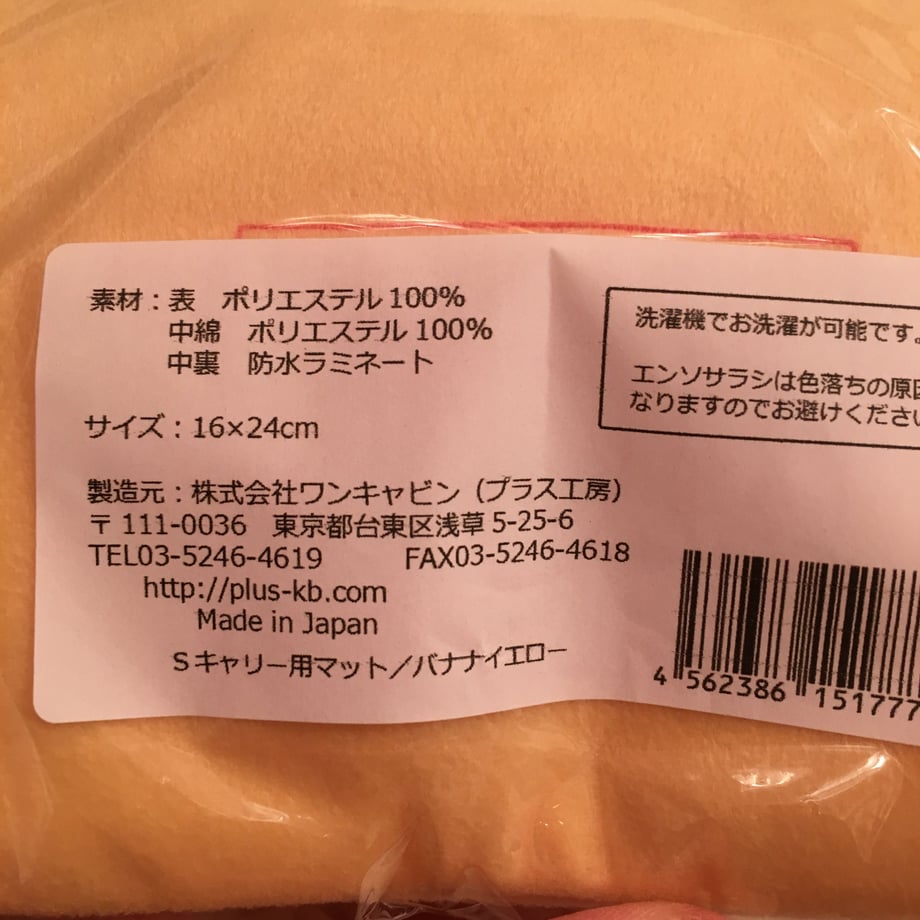 素材：表　ポリエステル100%
中綿　ポリエステル100%
中裏　防水ラミネート
サイズ：16×24cm
製造元：株式会社ワンキャビン（プラス工房）
〒111-0036　東京都台東区浅草5-25-6
TEL03-5246-4619　FAX03-5246-4618
http://plus-kb.com
Made in Japan
Sキャリー用マット／バナナイエロー
洗濯機でお洗濯が可能です。
エンソサラシは色落ちの原因
なりますのでお避けください
4 562386 151777